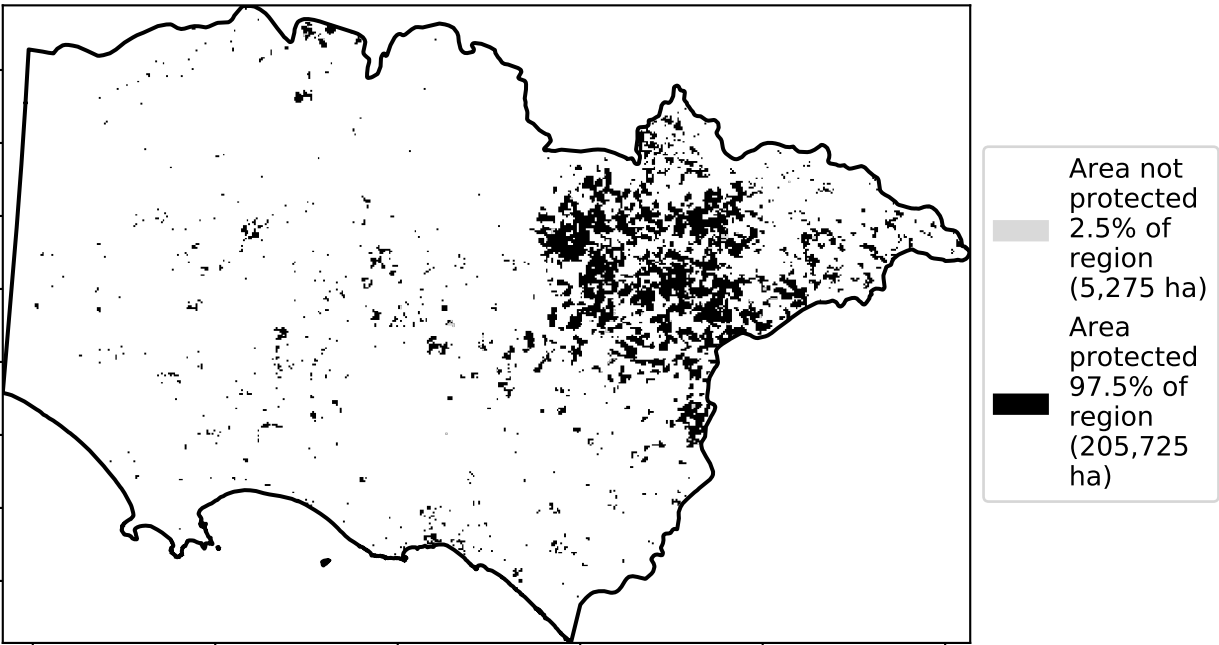 Area not
protected
2.5% of
region
(5,275 ha)
Area
protected
97.5% of
region
(205,725
ha)